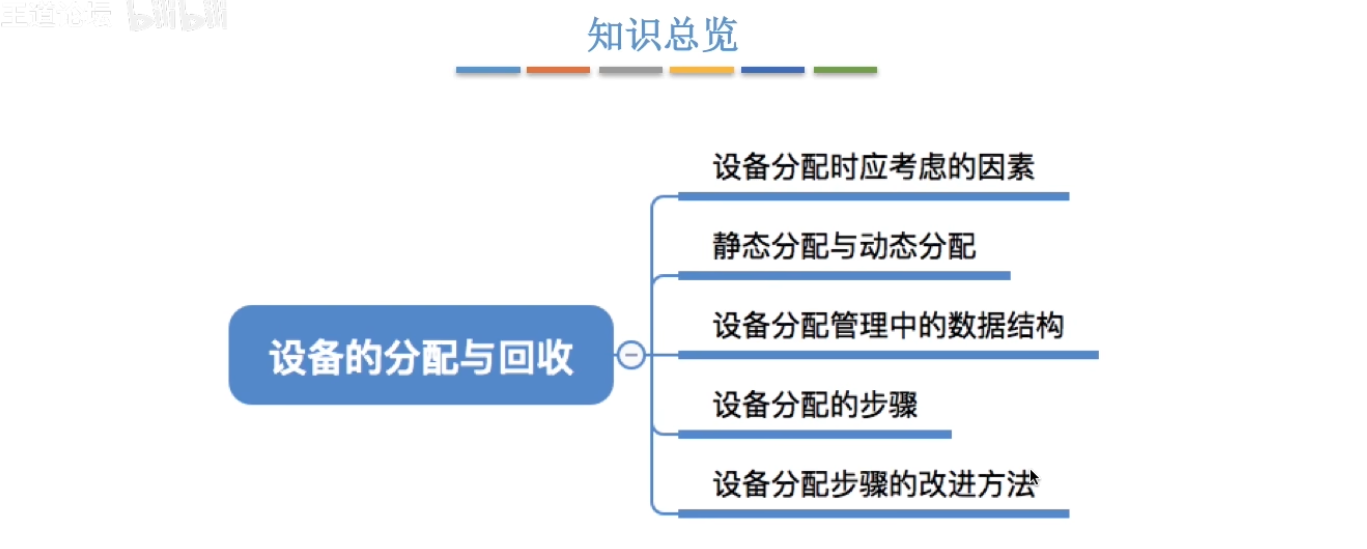 王道论坛 bilibili
知识总览
设备分配时应考虑的因素
静态分配与动态分配
设备的分配与回收
设备分配管理中的数据结构
设备分配的步骤
设备分配步骤的改进方法